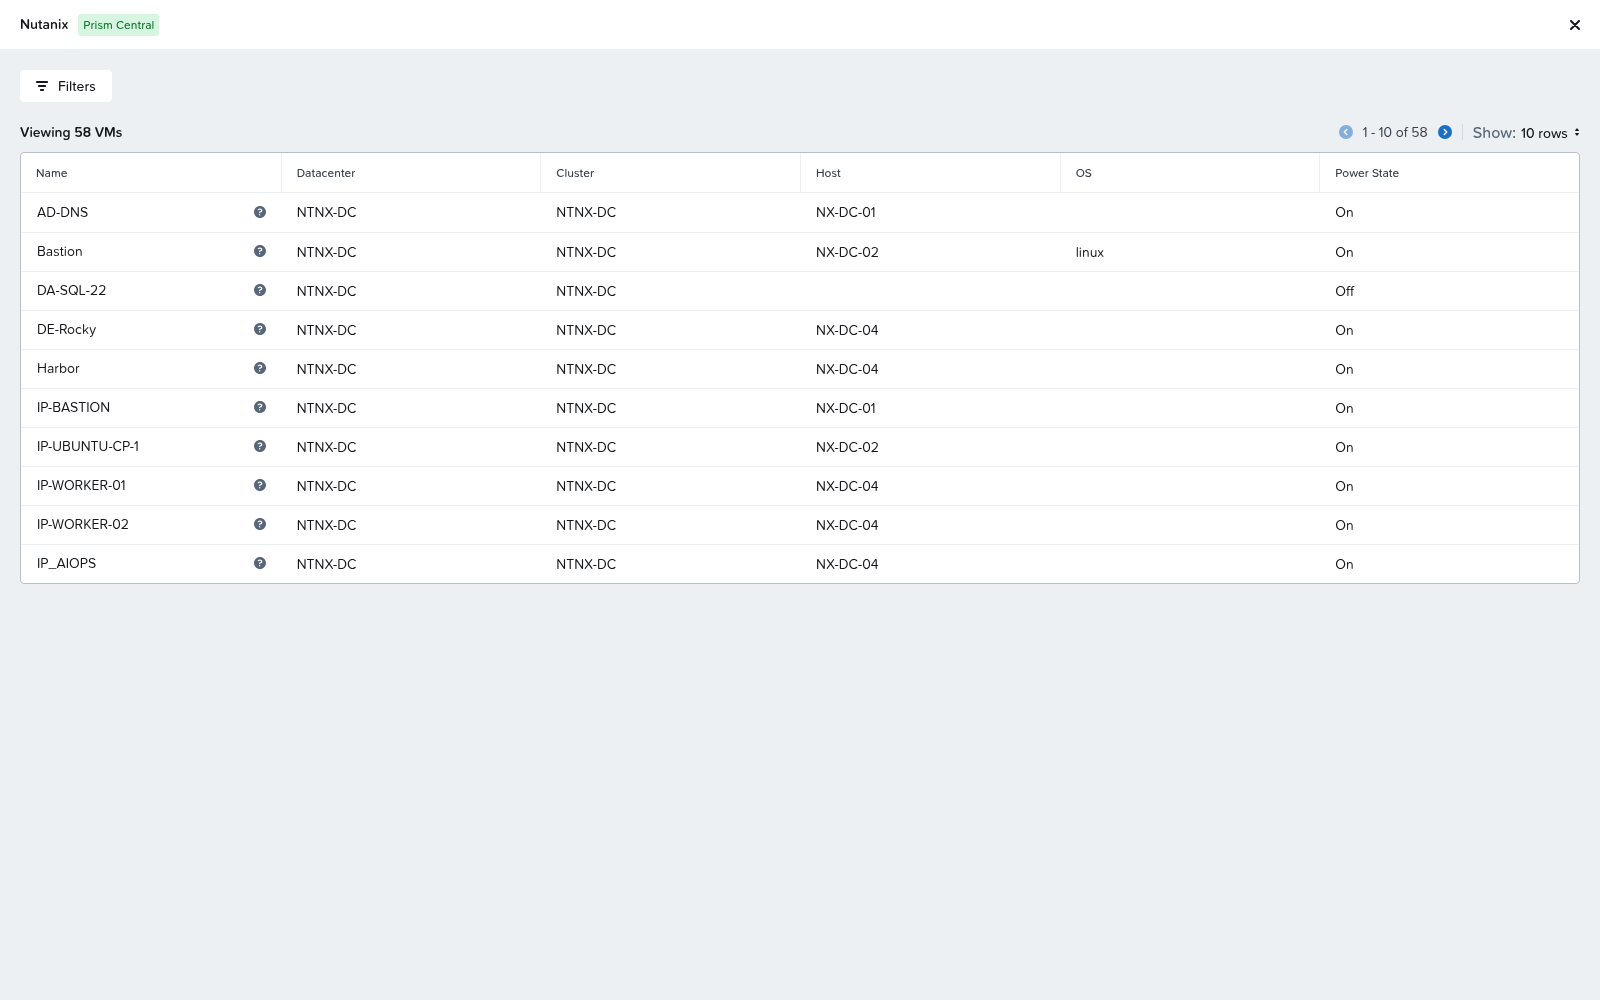 Nutanix Prism Central
Filters
Viewing 58 VMs 1 - 10 of 58 Show: 10 rows
Name Datacenter Cluster Host OS Power State
AD-DNS ? NTNX-DC NTNX-DC NX-DC-01 On
Bastion ? NTNX-DC NTNX-DC NX-DC-02 linux On
DA-SQL-22 ? NTNX-DC NTNX-DC Off
DE-Rocky ? NTNX-DC NTNX-DC NX-DC-04 On
Harbor ? NTNX-DC NTNX-DC NX-DC-04 On
IP-BASTION ? NTNX-DC NTNX-DC NX-DC-01 On
IP-UBUNTU-CP-1 ? NTNX-DC NTNX-DC NX-DC-02 On
IP-WORKER-01 ? NTNX-DC NTNX-DC NX-DC-04 On
IP-WORKER-02 ? NTNX-DC NTNX-DC NX-DC-04 On
IP_AIOPS ? NTNX-DC NTNX-DC NX-DC-04 On